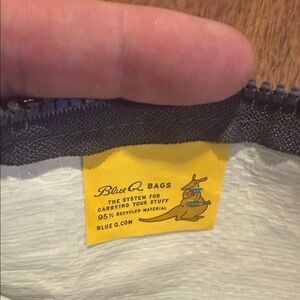 Blue Q BAGS
THE SYSTEM FOR
CARRYING YOUR STUFF
95% RECYCLED MATERIAL
BLUE Q.COM